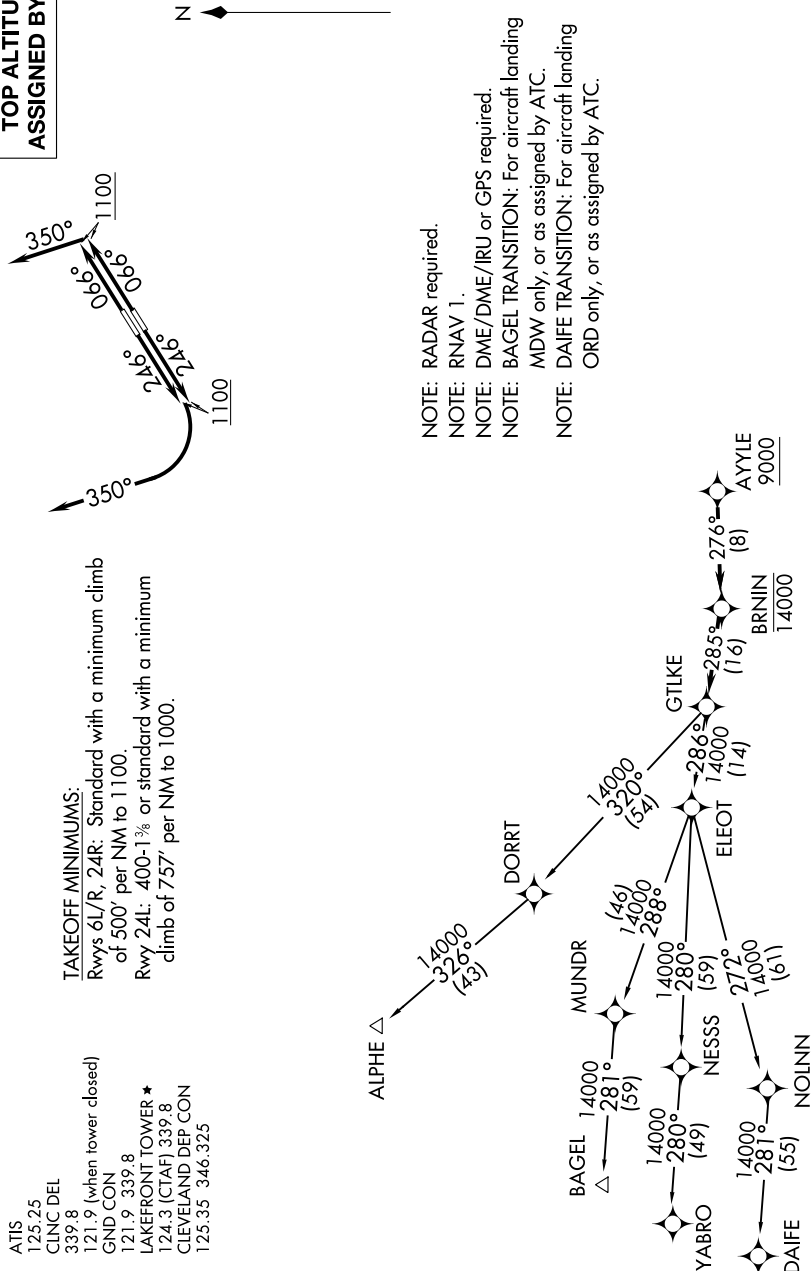 TOP ALTITU
ASSIGNED BY
N
350°
1100
066°
066°
246°
246°
1100
350°
TAKEOFF MINIMUMS:
Rwys 6L/R, 24R: Standard with a minimum climb
of 500' per NM to 1100.
Rwy 24L: 400-1⅜ or standard with a minimum
climb of 757' per NM to 1000.
ATIS
125.25
CLNC DEL
339.8
121.9 (when tower closed)
GND CON
121.9 339.8
LAKEFRONT TOWER ★
124.3 (CTAF) 339.8
CLEVELAND DEP CON
125.35 346.325
NOTE: RADAR required.
NOTE: RNAV 1.
NOTE: DME/DME/IRU or GPS required.
NOTE: BAGEL TRANSITION: For aircraft landing
MDW only, or as assigned by ATC.
NOTE: DAIFE TRANSITION: For aircraft landing
ORD only, or as assigned by ATC.
ALPHE
14000
326°
(43)
DORRT
14000
320°
(54)
GTLKE
285°
(16)
BRNIN
14000
276°
(8)
AYYLE
9000
286°
14000
(14)
ELEOT
(46)
14000
288°
MUNDR
14000
281°
(59)
BAGEL
14000
280°
(59)
NESSS
14000
280°
(49)
YABRO
272°
14000
(61)
NOLNN
14000
281°
(55)
DAIFE